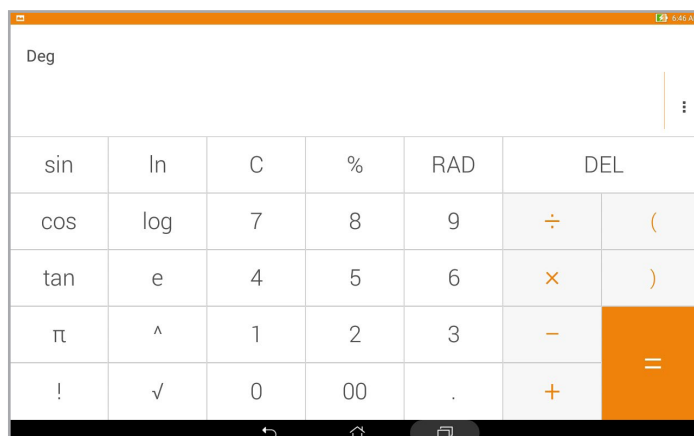 6:46 A
Deg
sin ln C % RAD DEL
cos log 7 8 9 ÷ (
tan e 4 5 6 × )
π ^ 1 2 3 −
=
! √ 0 00 . +